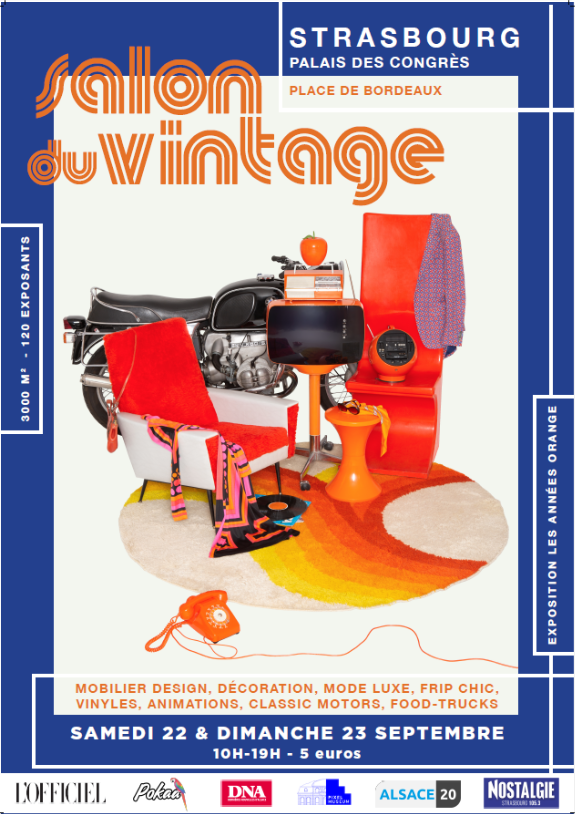 STRASBOURG
PALAIS DES CONGRÈS
PLACE DE BORDEAUX
salon
du vintage
3000 M² - 120 EXPOSANTS
EXPOSITION LES ANNÉES ORANGE
MOBILIER DESIGN, DÉCORATION, MODE LUXE, FRIP CHIC,
VINYLES, ANIMATIONS, CLASSIC MOTORS, FOOD-TRUCKS
SAMEDI 22 & DIMANCHE 23 SEPTEMBRE
10H-19H - 5 euros
L'OFFICIEL
Pokaa
DNA
PIXEL
MUSEUM
ALSACE 20
NOSTALGIE